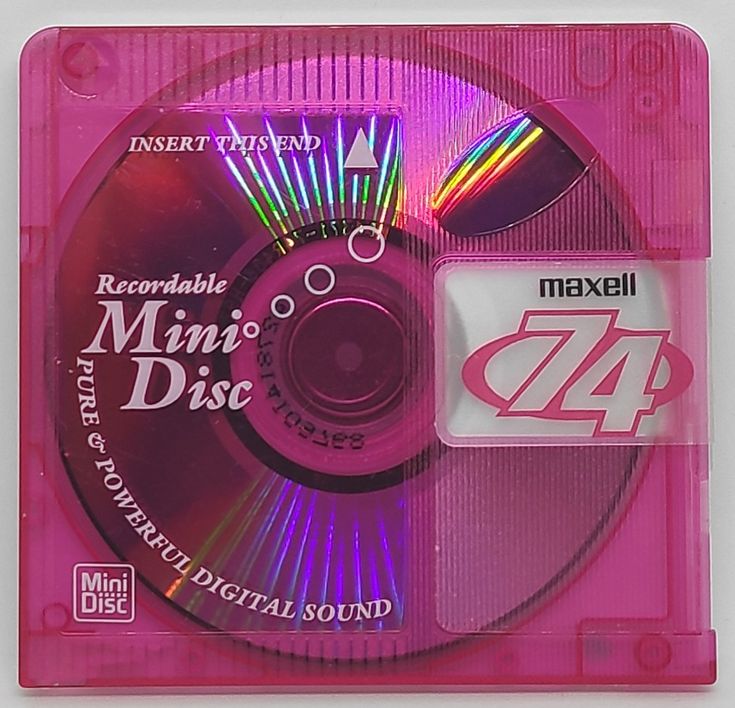 INSERT THIS END
Recordable
Mini
Disc
PURE & POWERFUL DIGITAL SOUND
maxell
74
Mini
Disc